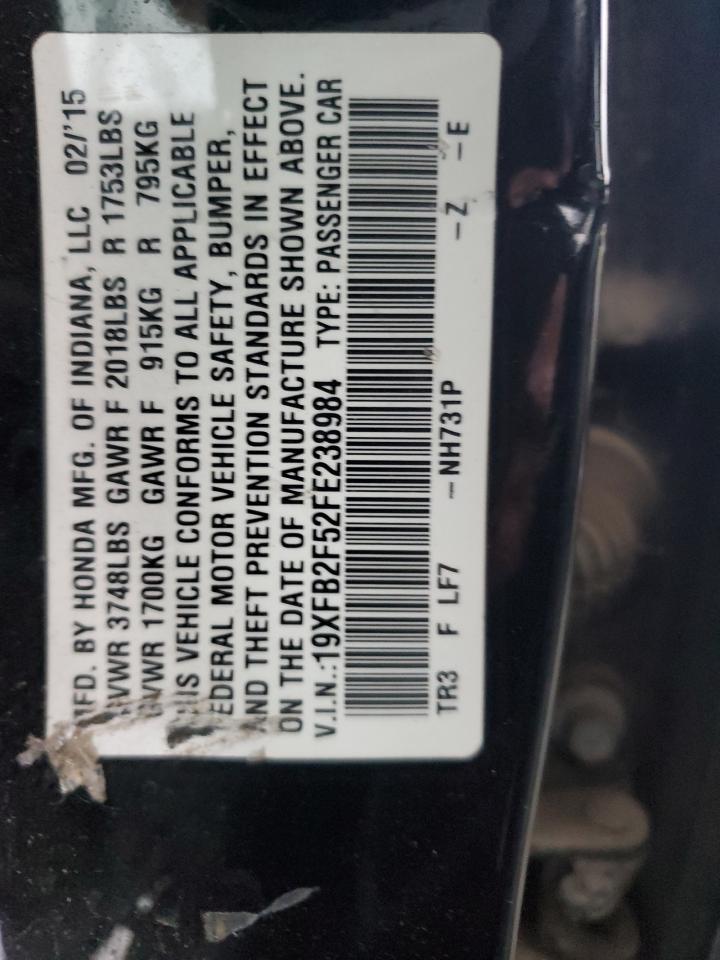 MFD. BY HONDA MFG. OF INDIANA, LLC 02/'15
GVWR 3748LBS GAWR F 2018LBS R 1753LBS
GVWR 1700KG GAWR F 915KG R 795KG
THIS VEHICLE CONFORMS TO ALL APPLICABLE
FEDERAL MOTOR VEHICLE SAFETY, BUMPER,
AND THEFT PREVENTION STANDARDS IN EFFECT
ON THE DATE OF MANUFACTURE SHOWN ABOVE.
V.I.N.:19XFB2F52FE238984 TYPE: PASSENGER CAR
TR3 F LF7 –NH731P –Z –E